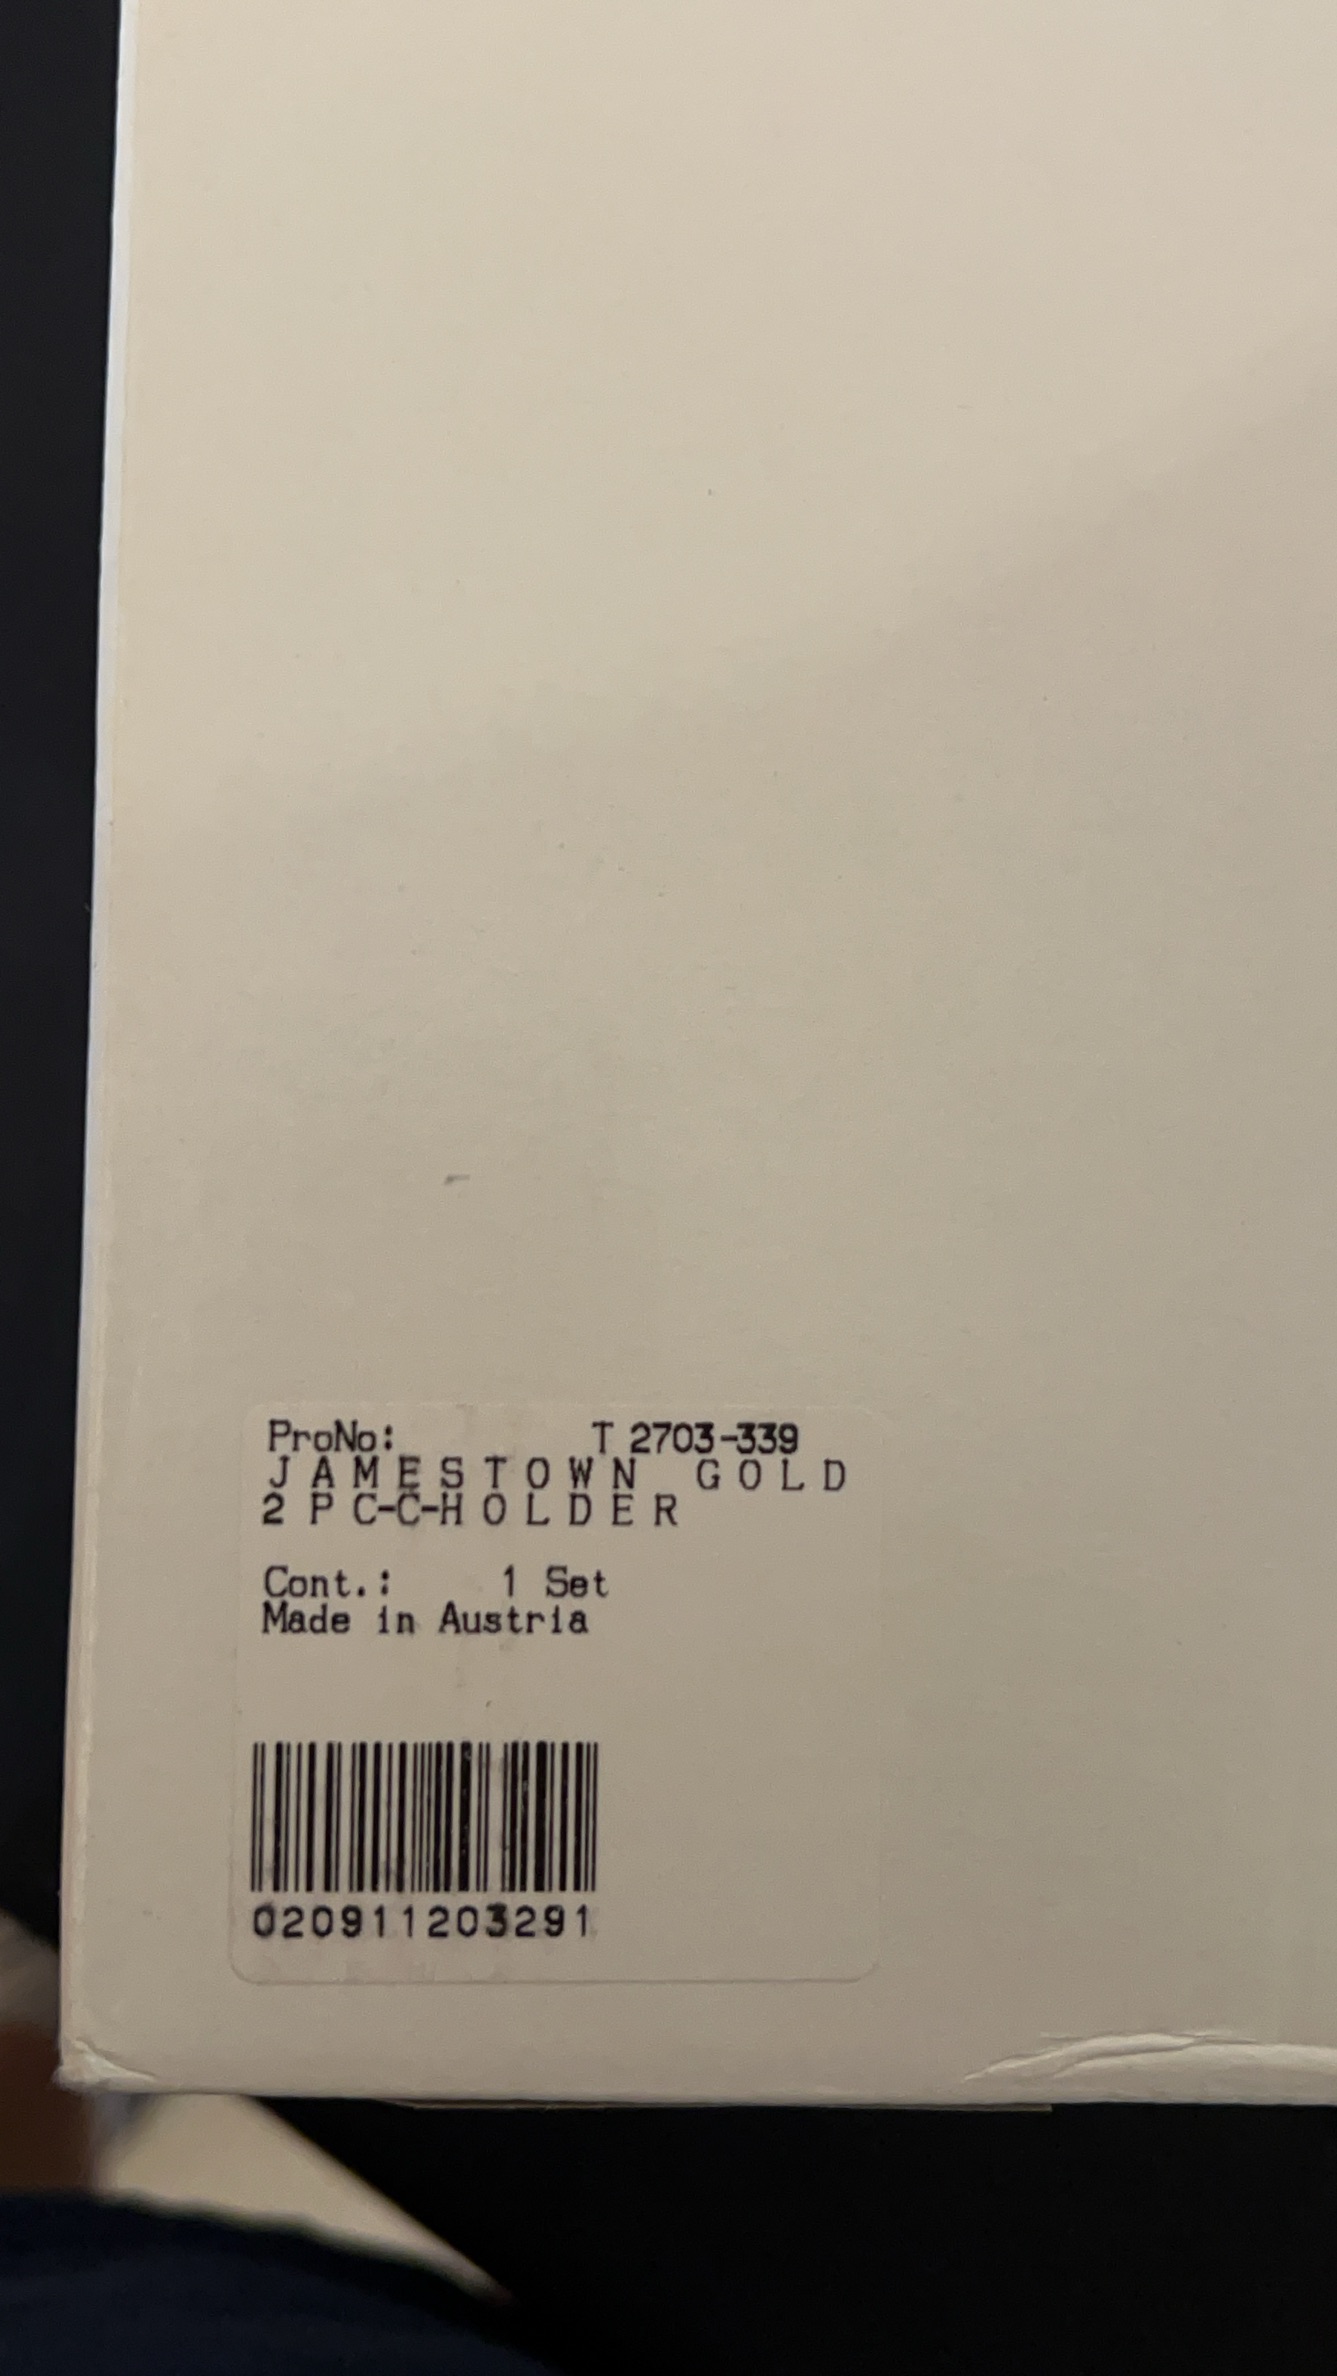 ProNo: T 2703-339
JAMESTOWN GOLD
2 PC-C-HOLDER
Cont.: 1 Set
Made in Austria
020911203291